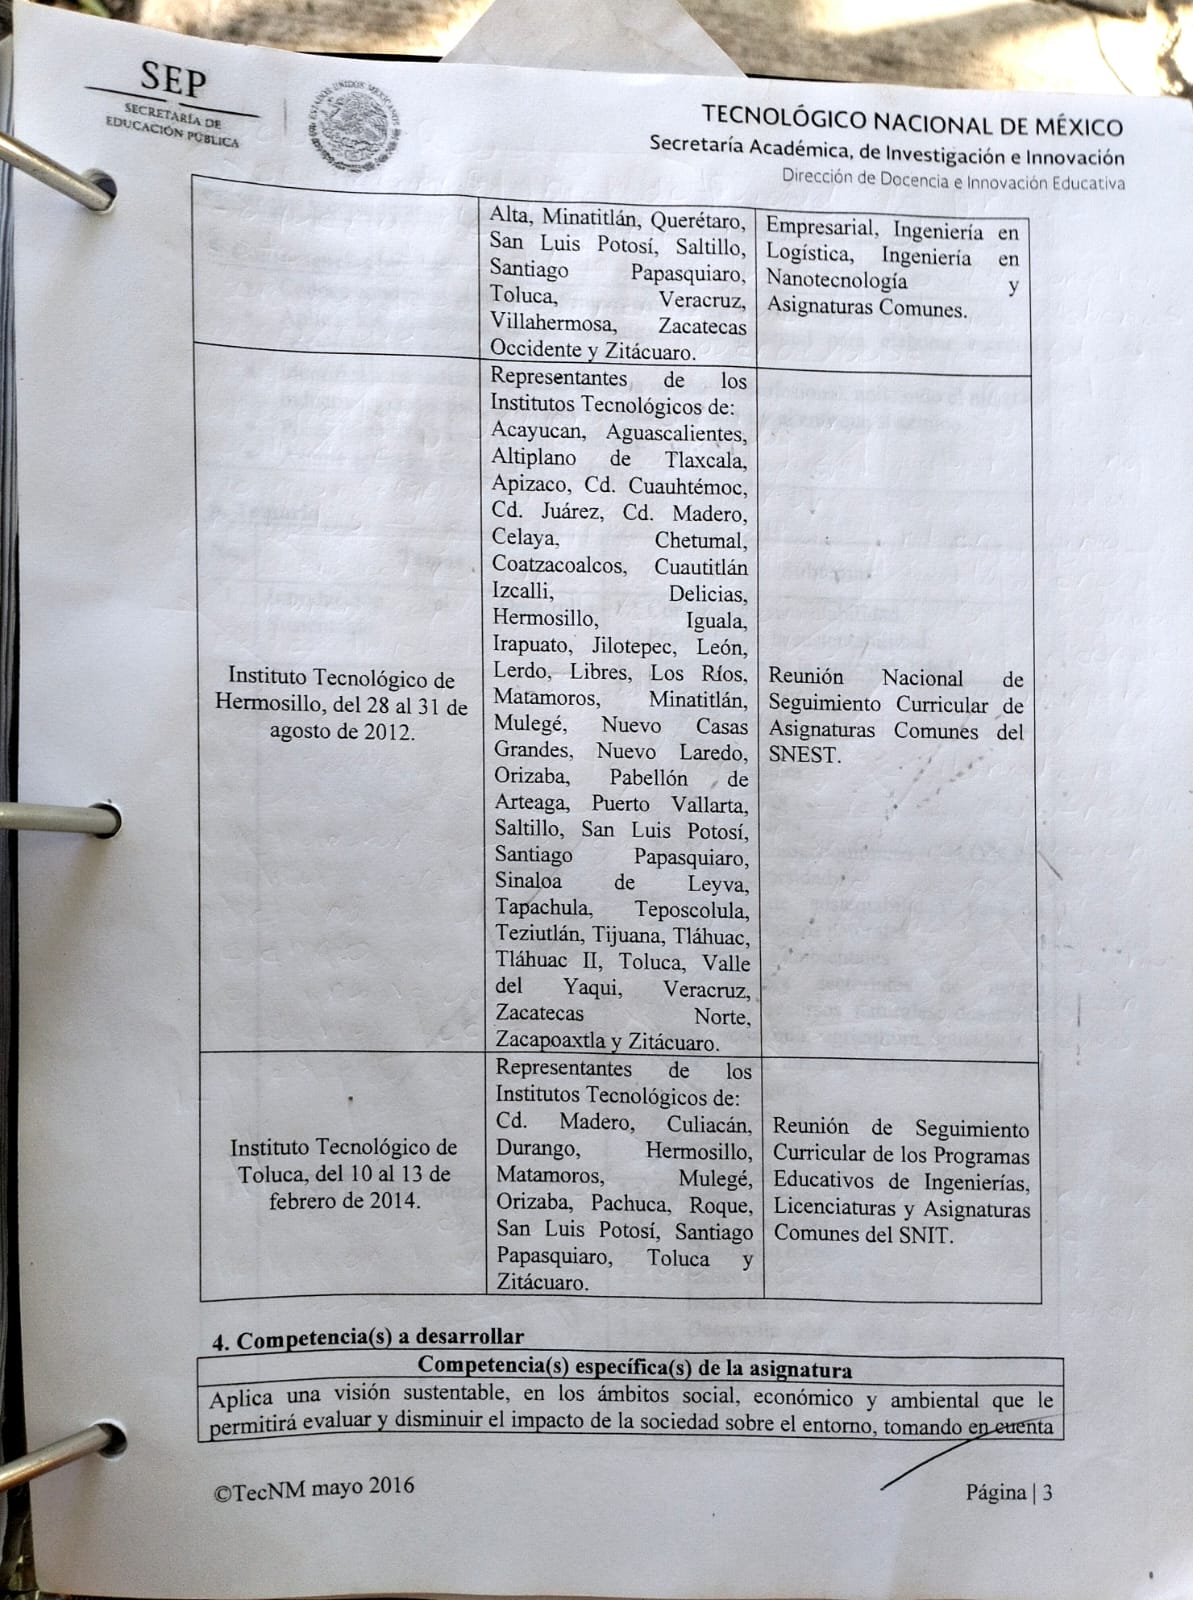 SEP
SECRETARÍA DE
EDUCACIÓN PÚBLICA
ESTADOS UNIDOS MEXICANOS
TECNOLÓGICO NACIONAL DE MÉXICO
Secretaría Académica, de Investigación e Innovación
Dirección de Docencia e Innovación Educativa
Alta, Minatitlán, Querétaro,
San Luis Potosí, Saltillo,
Santiago Papasquiaro,
Toluca, Veracruz,
Villahermosa, Zacatecas
Occidente y Zitácuaro.
Empresarial, Ingeniería en
Logística, Ingeniería en
Nanotecnología y
Asignaturas Comunes.
Instituto Tecnológico de
Hermosillo, del 28 al 31 de
agosto de 2012.
Representantes de los
Institutos Tecnológicos de:
Acayucan, Aguascalientes,
Altiplano de Tlaxcala,
Apizaco, Cd. Cuauhtémoc,
Cd. Juárez, Cd. Madero,
Celaya, Chetumal,
Coatzacoalcos, Cuautitlán
Izcalli, Delicias,
Hermosillo, Iguala,
Irapuato, Jilotepec, León,
Lerdo, Libres, Los Ríos,
Matamoros, Minatitlán,
Mulegé, Nuevo Casas
Grandes, Nuevo Laredo,
Orizaba, Pabellón de
Arteaga, Puerto Vallarta,
Saltillo, San Luis Potosí,
Santiago Papasquiaro,
Sinaloa de Leyva,
Tapachula, Teposcolula,
Teziutlán, Tijuana, Tláhuac,
Tláhuac II, Toluca, Valle
del Yaqui, Veracruz,
Zacatecas Norte,
Zacapoaxtla y Zitácuaro.
Reunión Nacional de
Seguimiento Curricular de
Asignaturas Comunes del
SNEST.
Instituto Tecnológico de
Toluca, del 10 al 13 de
febrero de 2014.
Representantes de los
Institutos Tecnológicos de:
Cd. Madero, Culiacán,
Durango, Hermosillo,
Matamoros, Mulegé,
Orizaba, Pachuca, Roque,
San Luis Potosí, Santiago
Papasquiaro, Toluca y
Zitácuaro.
Reunión de Seguimiento
Curricular de los Programas
Educativos de Ingenierías,
Licenciaturas y Asignaturas
Comunes del SNIT.
4. Competencia(s) a desarrollar
Competencia(s) específica(s) de la asignatura
Aplica una visión sustentable, en los ámbitos social, económico y ambiental que le
permitirá evaluar y disminuir el impacto de la sociedad sobre el entorno, tomando en cuenta
©TecNM mayo 2016
Página | 3